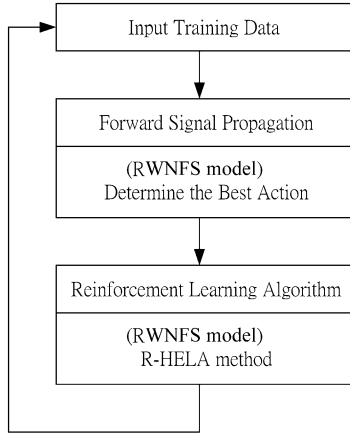 Input Training Data
Forward Signal Propagation
(RWNFS model)
Determine the Best Action
Reinforcement Learning Algorithm
(RWNFS model)
R-HELA method